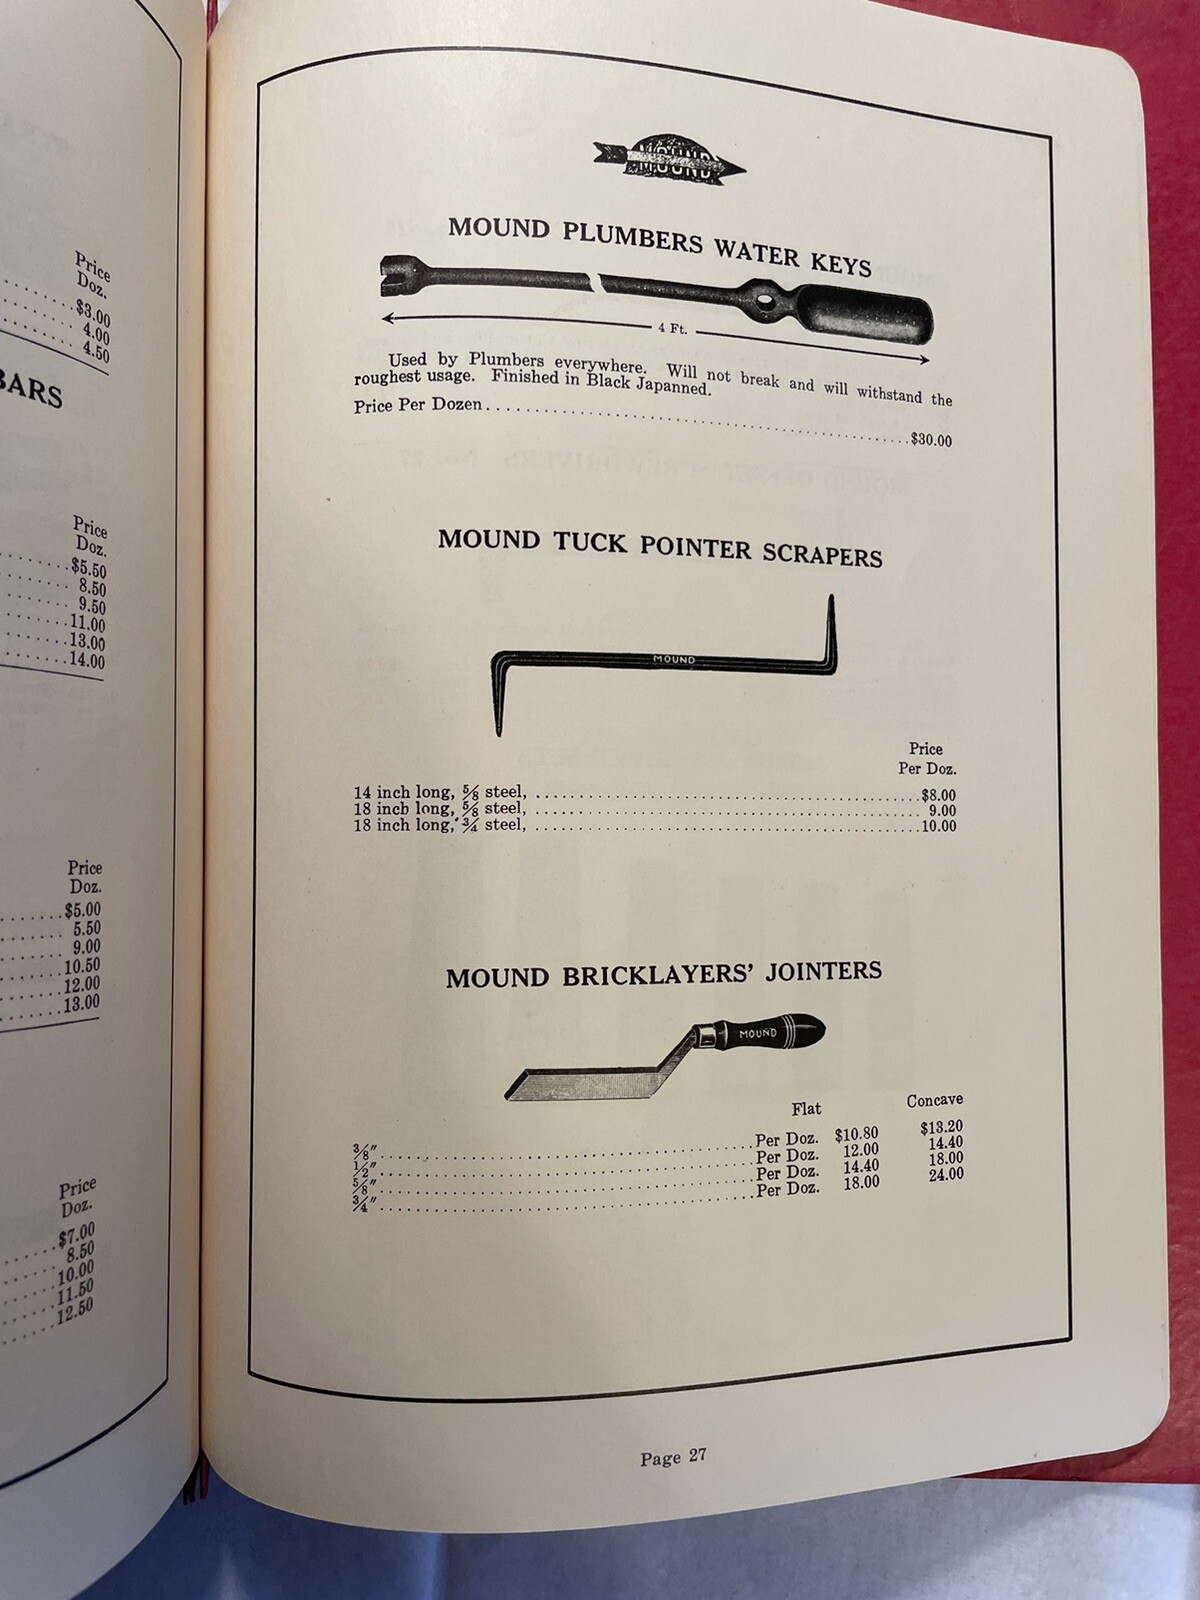 Price
Doz.
$3.00
4.00
4.50
BARS
Price
Doz.
$5.50
8.50
9.50
11.00
13.00
14.00
Price
Doz.
$5.00
5.50
9.00
10.50
12.00
13.00
Price
Doz.
$7.00
8.50
10.00
11.50
12.50
MOUND
MOUND PLUMBERS WATER KEYS
4 Ft.
Used by Plumbers everywhere. Will not break and will withstand the
roughest usage. Finished in Black Japanned.
Price Per Dozen $30.00
MOUND TUCK POINTER SCRAPERS
MOUND
Price
Per Doz.
14 inch long, 5/8 steel, $8.00
18 inch long, 5/8 steel, 9.00
18 inch long, 3/4 steel, 10.00
MOUND BRICKLAYERS' JOINTERS
MOUND
Flat Concave
3/8" Per Doz. $10.80 $13.20
1/2" Per Doz. 12.00 14.40
5/8" Per Doz. 14.40 18.00
3/4" Per Doz. 18.00 24.00
Page 27